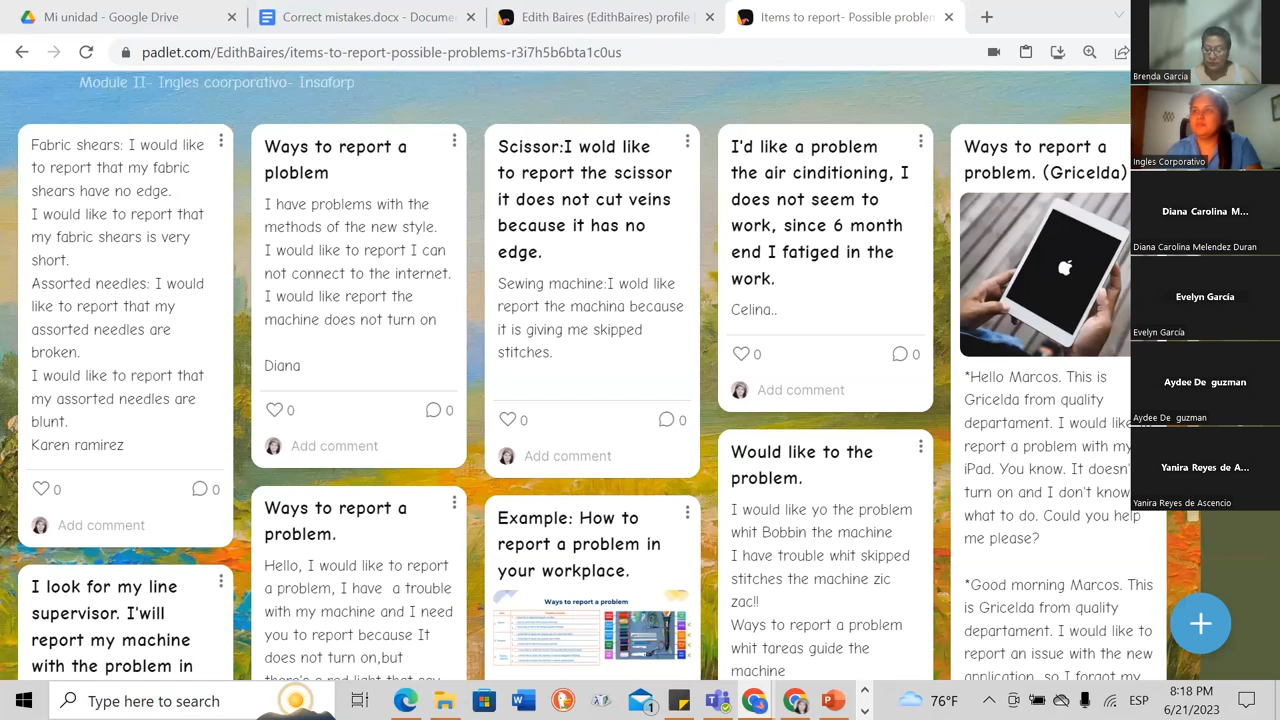 Mi unidad - Google Drive
Correct mistakes.docx - Docume
Edith Baires (EdithBaires) profile
Items to report- Possible problem
padlet.com/EdithBaires/items-to-report-possible-problems-r3i7h5b6bta1c0us
Module II- Ingles coorporativo- Insaforp
Fabric shears: I would like
to report that my fabric
shears have no edge.
I would like to report that
my fabric shears is very
short.
Assorted needles: I would
like to report that my
assorted needles are
broken.
I would like to report that
my assorted needles are
blunt.
Karen ramirez
0
0
Add comment
I look for my line
supervisor. I'will
report my machine
with the problem in
Ways to report a
ploblem
I have problems with the
methods of the new style.
I would like to report I can
not connect to the internet.
I would like report the
machine does not turn on
Diana
0
0
Add comment
Ways to report a
problem.
Hello, I would like to report
a problem, I have a trouble
with my machine and I need
you to report because It
does not turn on,but
there's a red light that say
Scissor:I wold like
to report the scissor
it does not cut veins
because it has no
edge.
Sewing machine:I wold like
report the machina because
it is giving me skipped
stitches.
0
0
Add comment
Example: How to
report a problem in
your workplace.
Ways to report a problem
I'd like a problem
the air cinditioning, I
does not seem to
work, since 6 month
end I fatiged in the
work.
Celina..
0
0
Add comment
Would like to the
problem.
I would like yo the problem
whit Bobbin the machine
I have trouble whit skipped
stitches the machine zic
zac!!
Ways to report a problem
whit tareas guide the
machine
Ways to report a
problem. (Gricelda)
*Hello Marcos. This is
Gricelda from quality
departament. I would like
report a problem with my
iPad. You know. It doesn'
turn on and I don't know
what to do. Could you help
me please?
*Good morning Marcos. This
is Gricelda from quality
departament. I would like to
report an issue with the new
application, so I forgot my
Brenda Garcia
Ingles Corporativo
Diana Carolina M...
Diana Carolina Melendez Duran
Evelyn García
Evelyn García
Aydee De guzman
Aydee De guzman
Yanira Reyes de A...
Yanira Reyes de Ascencio
Type here to search
1
76°F
ESP
8:18 PM
6/21/2023